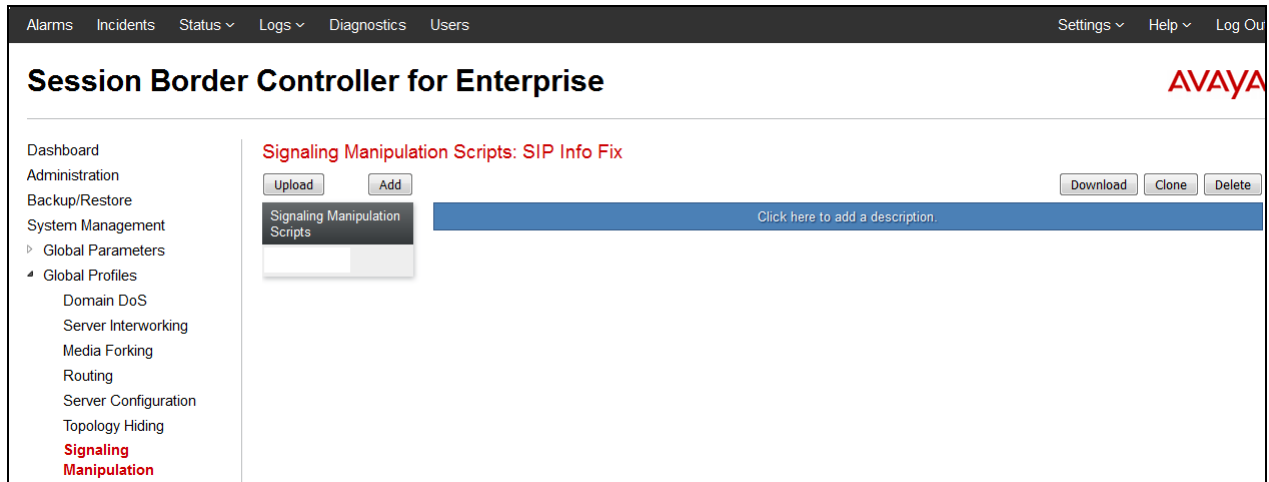 Alarms Incidents Status Logs Diagnostics Users Settings Help Log Ou
Session Border Controller for Enterprise
AVAYA
Dashboard
Administration
Backup/Restore
System Management
Global Parameters
Global Profiles
Domain DoS
Server Interworking
Media Forking
Routing
Server Configuration
Topology Hiding
Signaling
Manipulation
Signaling Manipulation Scripts: SIP Info Fix
Upload Add Download Clone Delete
Signaling Manipulation
Scripts
Click here to add a description.